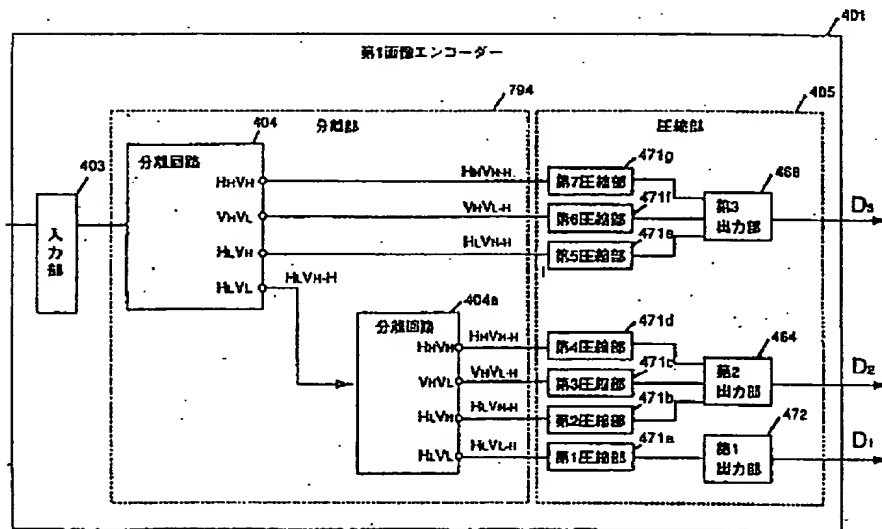 401
第1画像エンコーダー
794
405
分離部
圧縮部
404
403
分離回路
入力部
HHVH
VHVL
HLVH
HLVL
HHVH-H
VHVL-H
HLVH-H
HLVH-H
471g
第7圧縮部
471f
第6圧縮部
471e
第5圧縮部
468
第3
出力部
D3
404a
分離回路
HHVH
VHVL
HLVH
HLVL
HHVH-H
VHVL-H
HLVH-H
HLVL-H
471d
第4圧縮部
471c
第3圧縮部
471b
第2圧縮部
471a
第1圧縮部
464
第2
出力部
D2
472
第1
出力部
D1